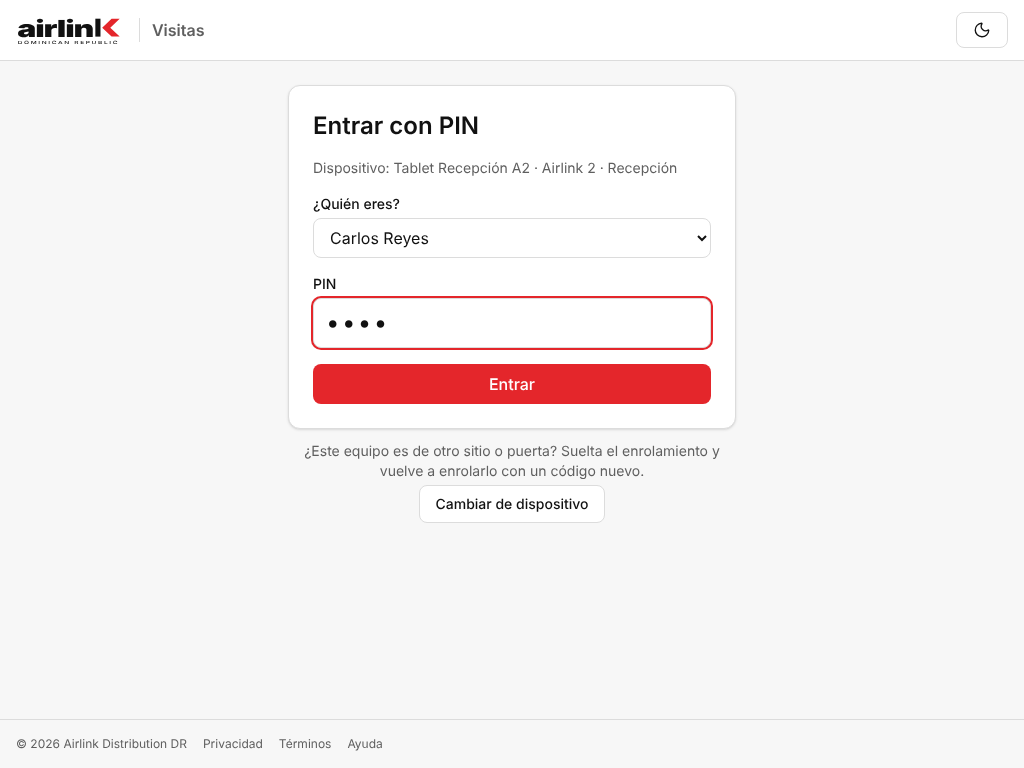 airlink
DOMINICAN REPUBLIC
Visitas
Entrar con PIN
Dispositivo: Tablet Recepción A2 · Airlink 2 · Recepción
¿Quién eres?
Carlos Reyes
PIN
••••
Entrar
¿Este equipo es de otro sitio o puerta? Suelta el enrolamiento y
vuelve a enrolarlo con un código nuevo.
Cambiar de dispositivo
© 2026 Airlink Distribution DR Privacidad Términos Ayuda